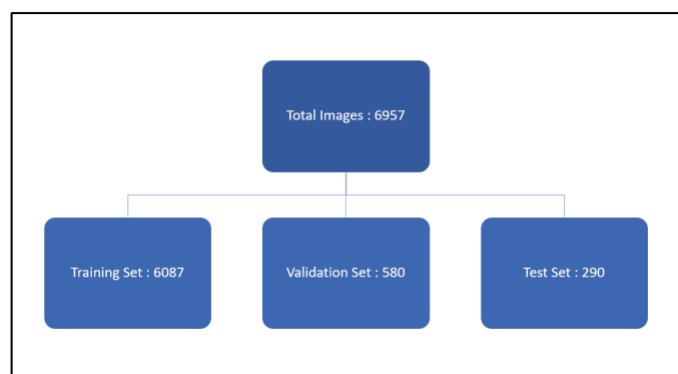 Total Images : 6957
Training Set : 6087
Validation Set : 580
Test Set : 290